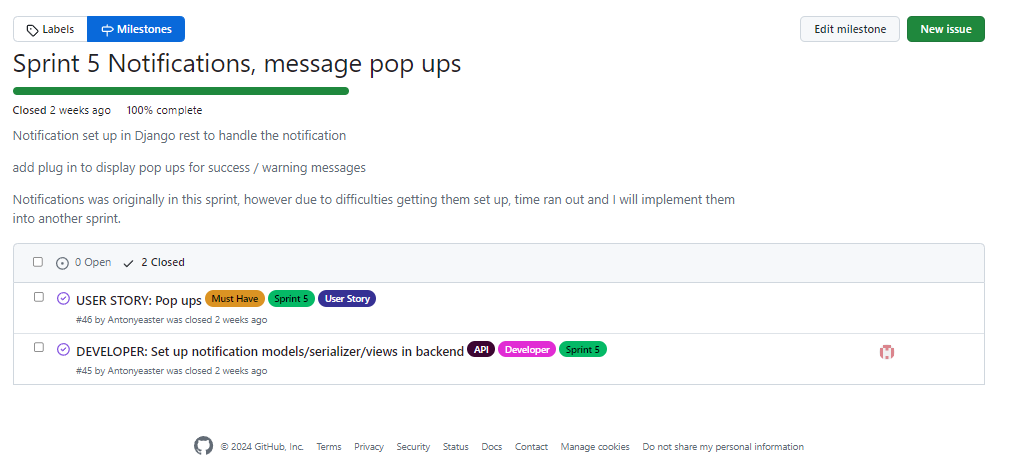 Labels Milestones Edit milestone New issue
Sprint 5 Notifications, message pop ups
Closed 2 weeks ago 100% complete
Notification set up in Django rest to handle the notification
add plug in to display pop ups for success / warning messages
Notifications was originally in this sprint, however due to difficulties getting them set up, time ran out and I will implement them
into another sprint.
0 Open 2 Closed
USER STORY: Pop ups Must Have Sprint 5 User Story
#46 by Antonyeaster was closed 2 weeks ago
DEVELOPER: Set up notification models/serializer/views in backend API Developer Sprint 5
#45 by Antonyeaster was closed 2 weeks ago
© 2024 GitHub, Inc. Terms Privacy Security Status Docs Contact Manage cookies Do not share my personal information